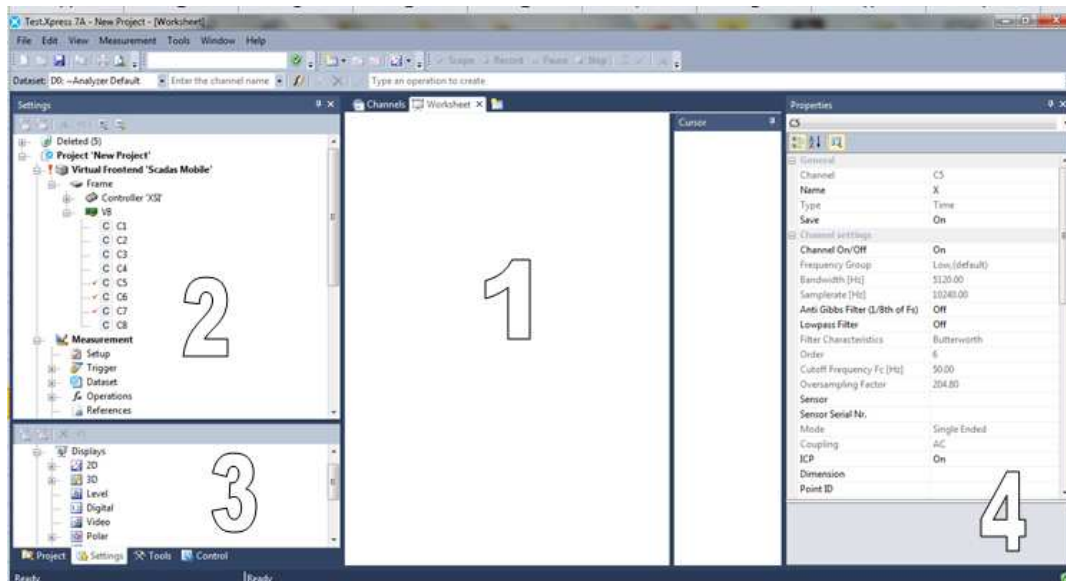 Test.Xpress 7A - New Project - [Worksheet]
File Edit View Measurement Tools Window Help
Scope Record Pause Stop
Dataset: D0: --Analyzer Default Enter the channel name Type an operation to create
Settings
Deleted (5)
Project 'New Project'
Virtual Frontend 'Scadas Mobile'
Frame
Controller 'XSI'
V8
C C1
C C2
C C3
C C4
C C5
C C6
C C7
C C8
Measurement
Setup
Trigger
Dataset
Operations
References
2
Displays
2D
3D
Level
Digital
Video
Polar
3
Project Settings Tools Control
Channels Worksheet
1
Cursor
Properties
C5
General
Channel C5
Name X
Type Time
Save On
Channel settings
Channel On/Off On
Frequency Group Low,(default)
Bandwidth [Hz] 5120.00
Samplerate [Hz] 10240.00
Anti Gibbs Filter (1/8th of Fs) Off
Lowpass Filter Off
Filter Characteristics Butterworth
Order 6
Cutoff Frequency Fc [Hz] 50.00
Oversampling Factor 204.80
Sensor
Sensor Serial Nr.
Mode Single Ended
Coupling AC
ICP On
Dimension
Point ID
4
Ready Ready